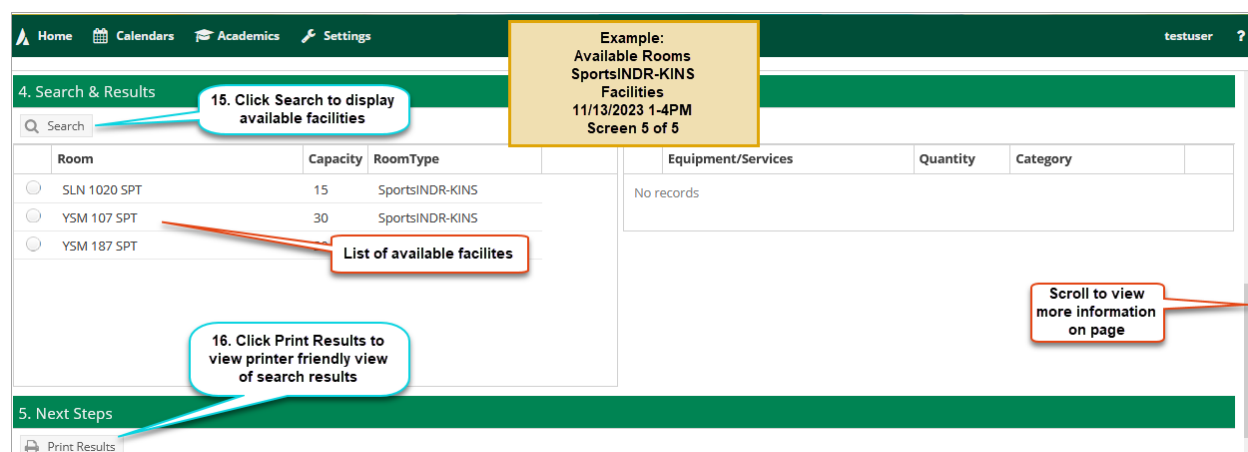 Home Calendars Academics Settings testuser ?
Example:
Available Rooms
SportsINDR-KINS
Facilities
11/13/2023 1-4PM
Screen 5 of 5
4. Search & Results
15. Click Search to display
available facilities
Search
Room Capacity RoomType
SLN 1020 SPT 15 SportsINDR-KINS
YSM 107 SPT 30 SportsINDR-KINS
YSM 187 SPT
List of available facilites
Equipment/Services Quantity Category
No records
Scroll to view
more information
on page
16. Click Print Results to
view printer friendly view
of search results
5. Next Steps
Print Results